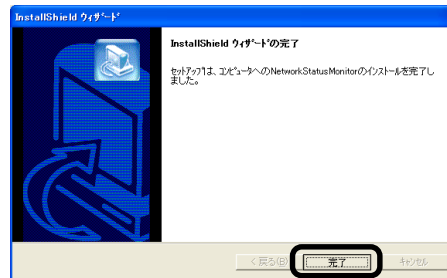 InstallShield ウィザード
InstallShield ウィザードの完了
セットアップは、コンピュータへのNetworkStatusMonitorのインストールを完了し
ました。
< 戻る(B)
完了
キャンセル